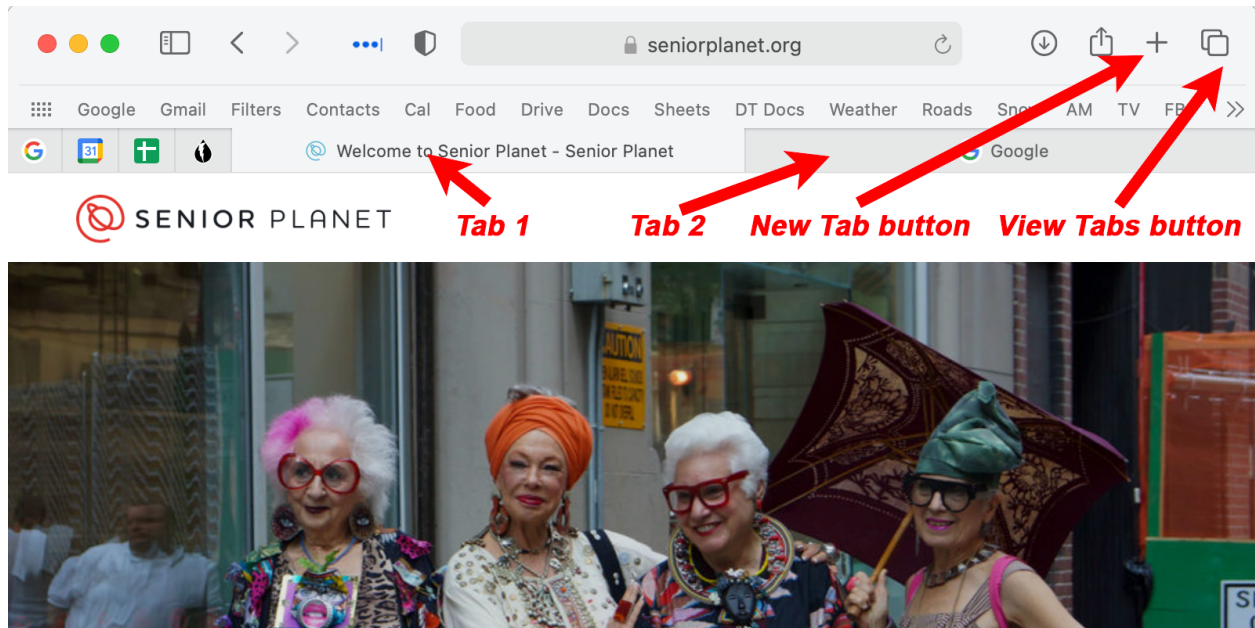 seniorplanet.org
Google Gmail Filters Contacts Cal Food Drive Docs Sheets DT Docs Weather Roads AM TV
31 Welcome to Senior Planet - Senior Planet Google
SENIOR PLANET
Tab 1 Tab 2 New Tab button View Tabs button
CAUTION